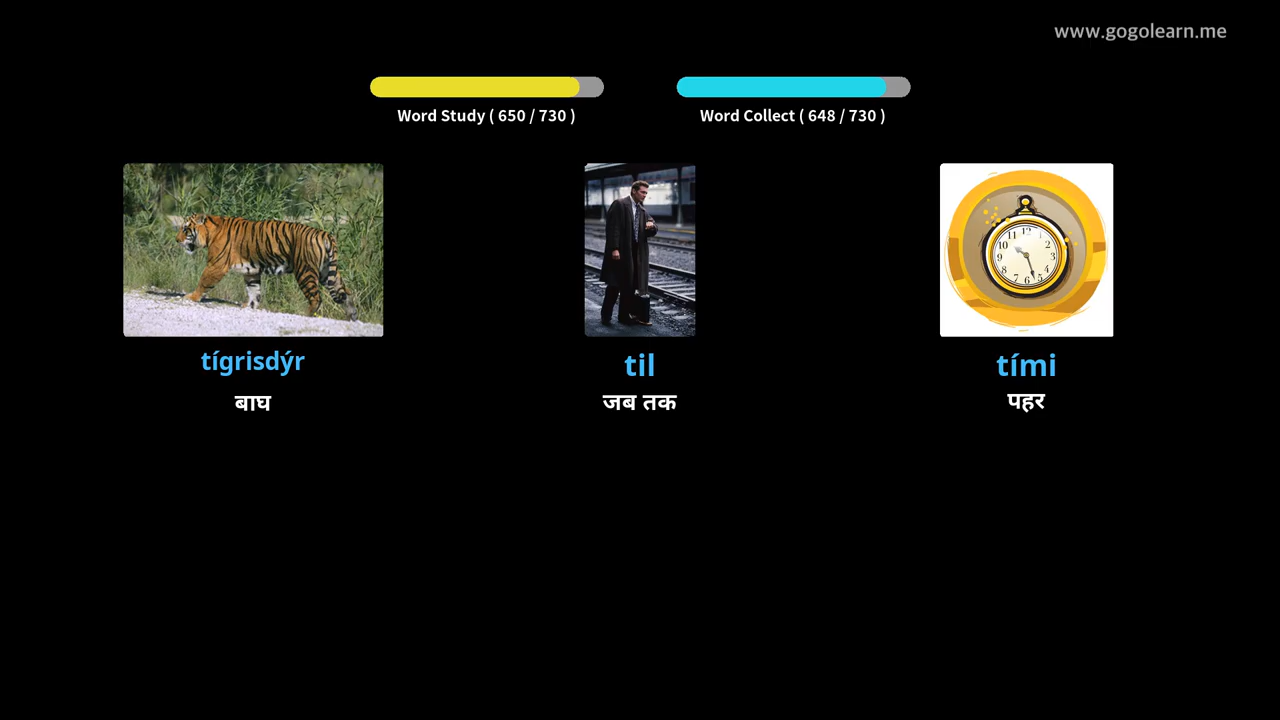 www.gogolearn.me
Word Study ( 650 / 730 )
Word Collect ( 648 / 730 )
tígrisdýr
til
tími
बाघ
जब तक
पहर